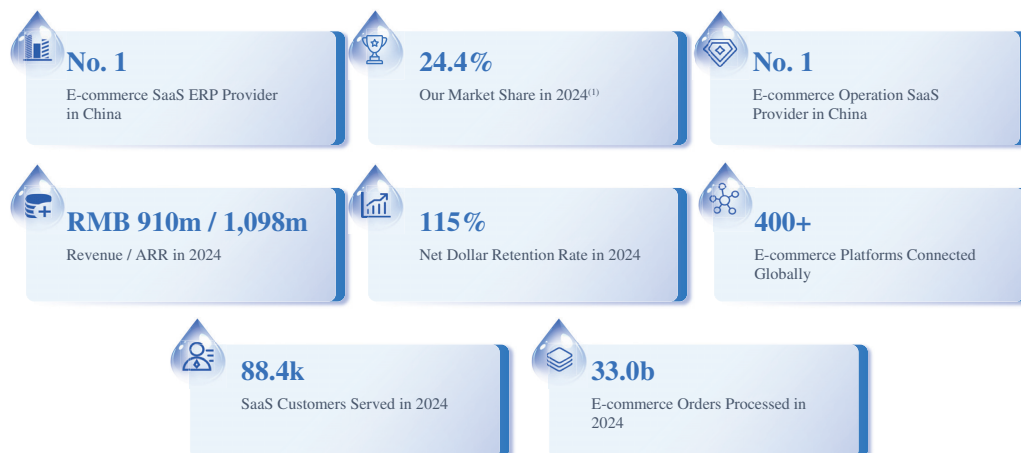 No. 1
E-commerce SaaS ERP Provider
in China
24.4%
Our Market Share in 2024(1)
No. 1
E-commerce Operation SaaS
Provider in China
RMB 910m / 1,098m
Revenue / ARR in 2024
115%
Net Dollar Retention Rate in 2024
400+
E-commerce Platforms Connected
Globally
88.4k
SaaS Customers Served in 2024
33.0b
E-commerce Orders Processed in
2024